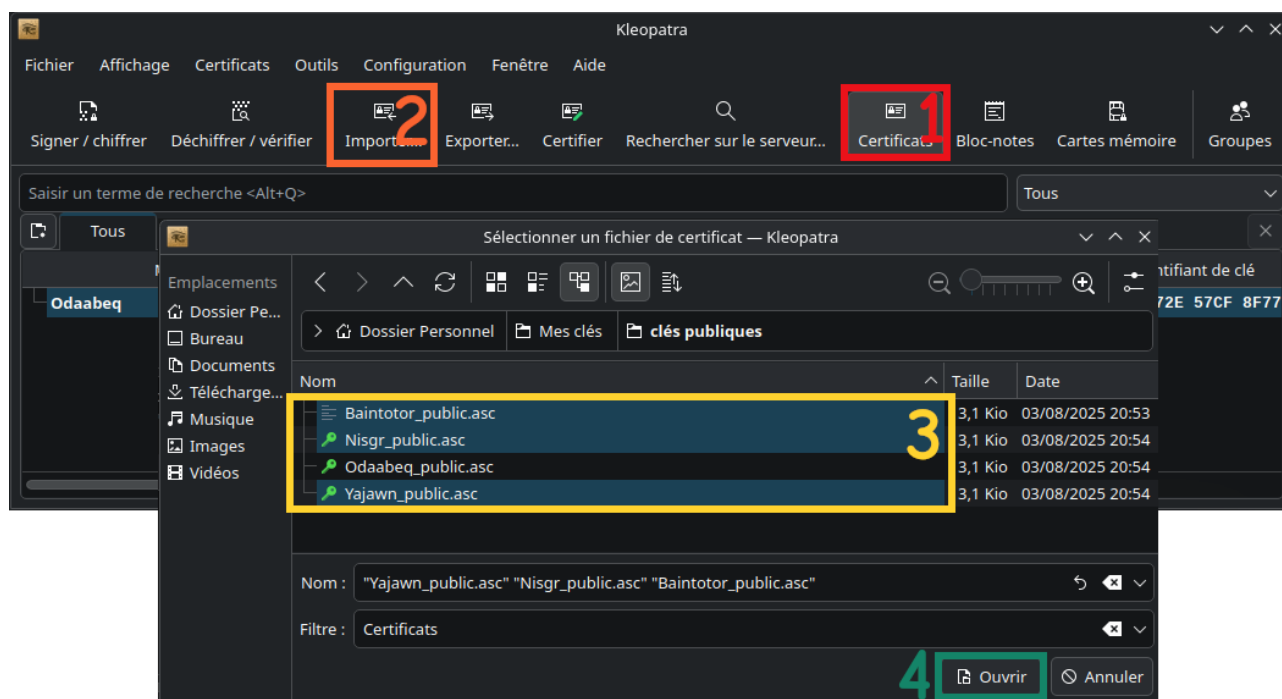 Kleopatra
Fichier Affichage Certificats Outils Configuration Fenêtre Aide
2 1
Signer / chiffrer Déchiffrer / vérifier Importer... Exporter... Certifier Rechercher sur le serveur... Certificats Bloc-notes Cartes mémoire Groupes
Saisir un terme de recherche <Alt+Q> Tous
Tous
Sélectionner un fichier de certificat — Kleopatra
Emplacements
ntifiant de clé
Odaabeq
72E 57CF 8F77
Dossier Pe...
Bureau
Documents
Télécharge...
Musique
Images
Vidéos
Dossier Personnel Mes clés clés publiques
Nom Taille Date
Baintotor_public.asc 3,1 Kio 03/08/2025 20:53
Nisgr_public.asc 3,1 Kio 03/08/2025 20:54
Odaabeq_public.asc 3,1 Kio 03/08/2025 20:54
Yajawn_public.asc 3,1 Kio 03/08/2025 20:54
3
Nom : "Yajawn_public.asc" "Nisgr_public.asc" "Baintotor_public.asc"
Filtre : Certificats
4 Ouvrir Annuler